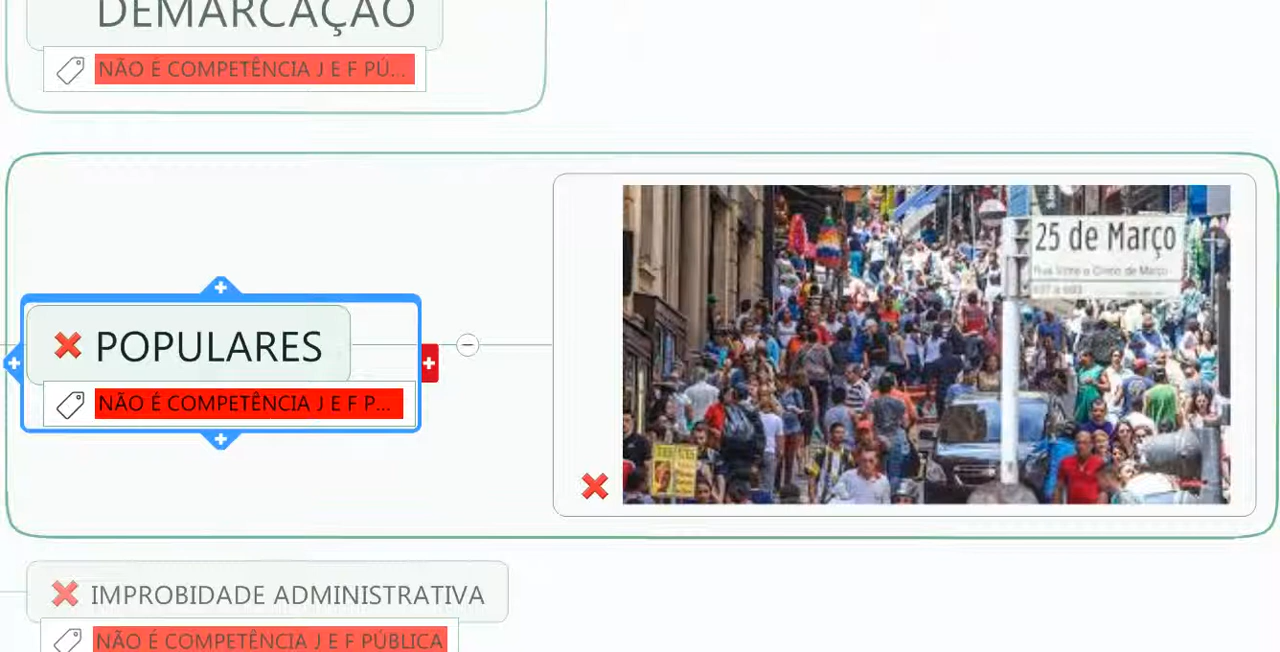 DEMARCAÇÃO
NÃO É COMPETÊNCIA J E F PÚ...
25 de Março
POPULARES
NÃO É COMPETÊNCIA J E F P...
IMPROBIDADE ADMINISTRATIVA
NÃO É COMPETÊNCIA J E F PÚBLICA